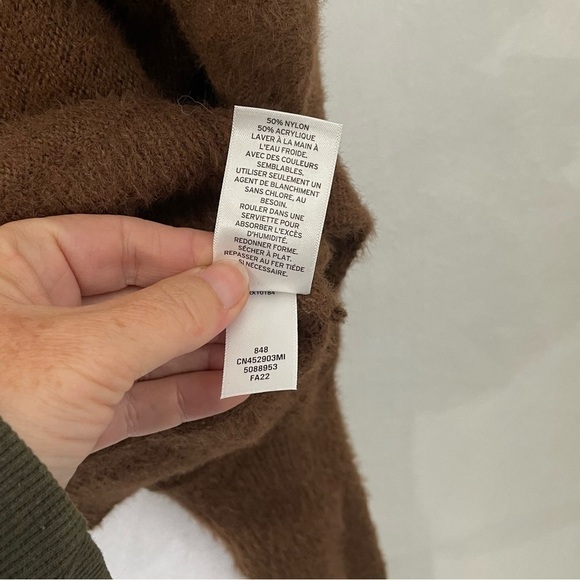 50% NYLON
50% ACRYLIQUE
LAVER À LA MAIN À
L'EAU FROIDE.
AVEC DES COULEURS
SEMBLABLES.
UTILISER SEULEMENT UN
AGENT DE BLANCHIMENT
SANS CHLORE, AU
BESOIN.
ROULER DANS UNE
SERVIETTE POUR
ABSORBER L'EXCÈS
D'HUMIDITÉ.
REDONNER FORME.
SÉCHER À PLAT.
REPASSER AU FER TIÉDE
SI NÉCESSAIRE.
848
CN452903MI
5088953
FA22